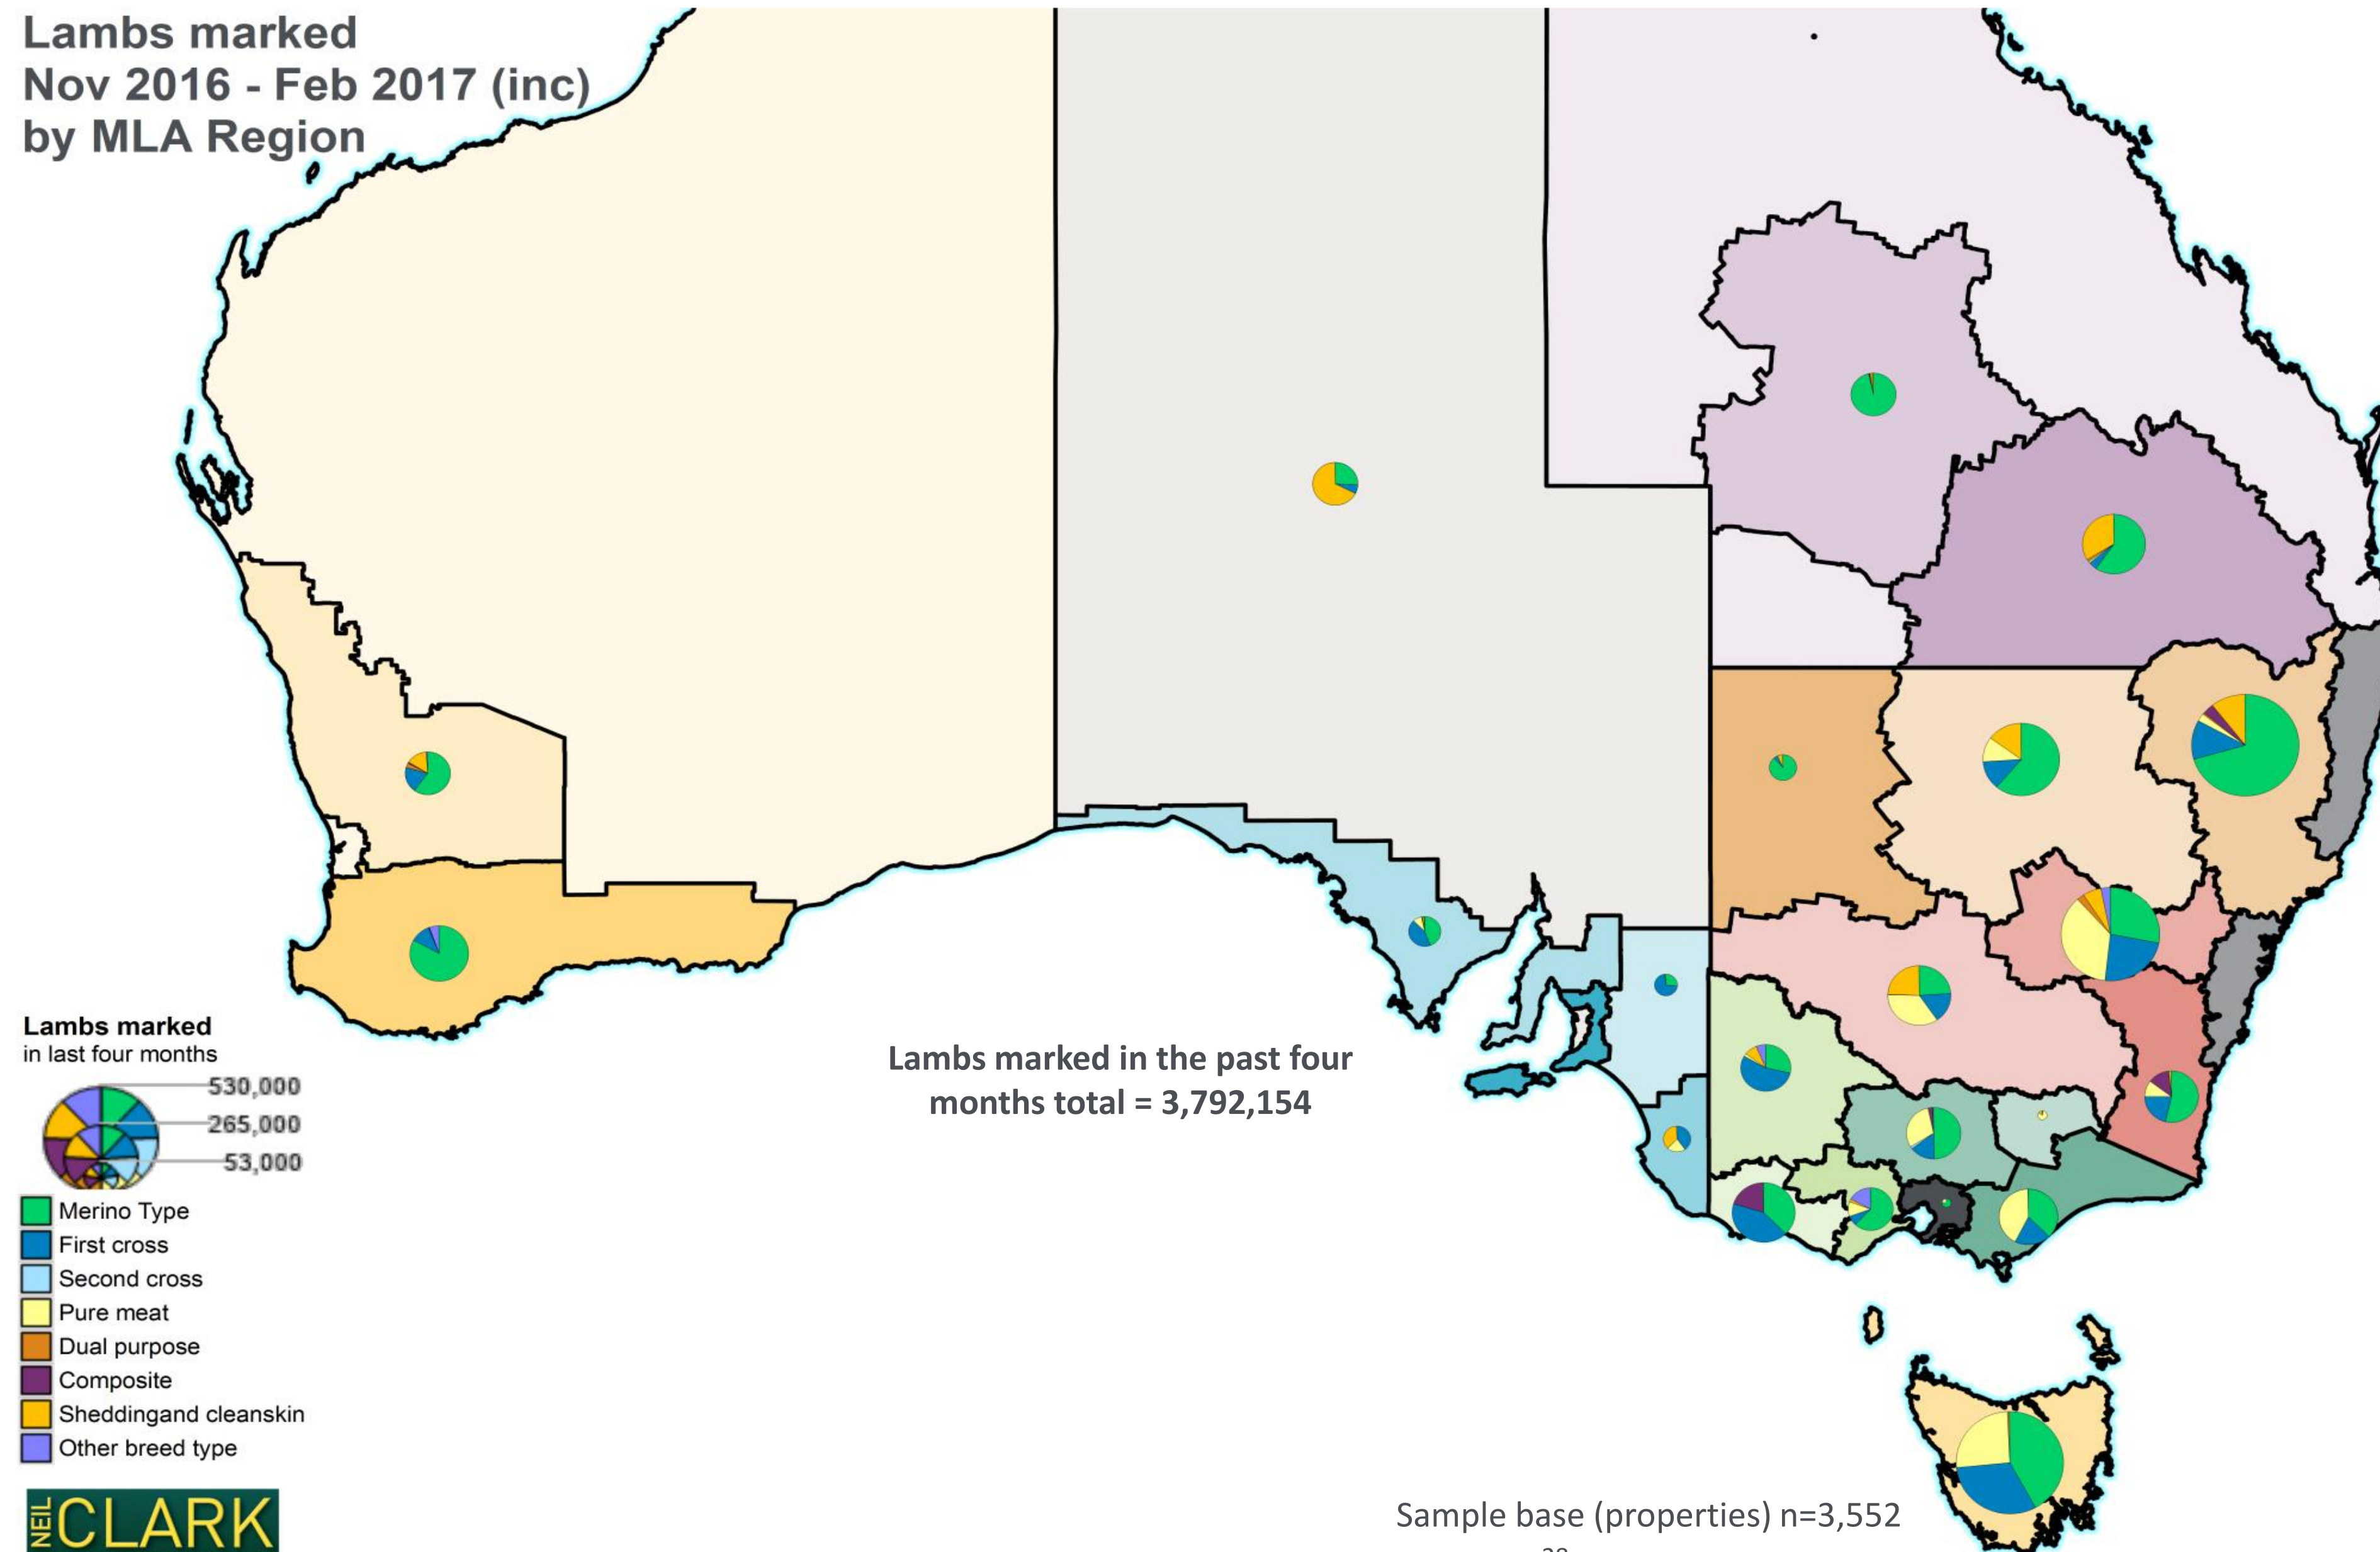 Lambs marked
Nov 2016 - Feb 2017 (inc)
by MLA Region
Lambs marked
in last four months
530,000
265,000
53,000
Merino Type
First cross
Second cross
Pure meat
Dual purpose
Composite
Sheddingand cleanskin
Other breed type
NEIL CLARK
Lambs marked in the past four
months total = 3,792,154
Sample base (properties) n=3,552